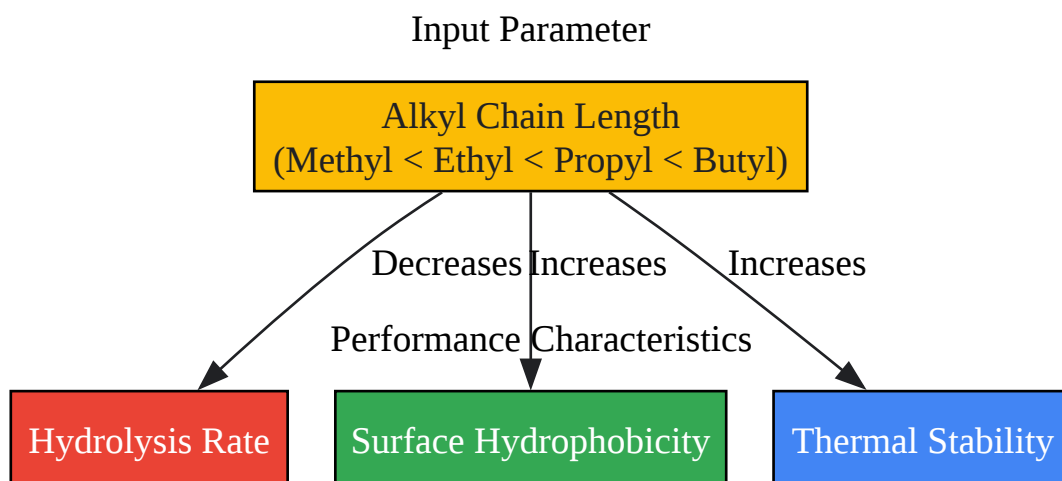 Input Parameter
Alkyl Chain Length
(Methyl < Ethyl < Propyl < Butyl)
Decreases
Increases
Increases
Performance Characteristics
Hydrolysis Rate
Surface Hydrophobicity
Thermal Stability